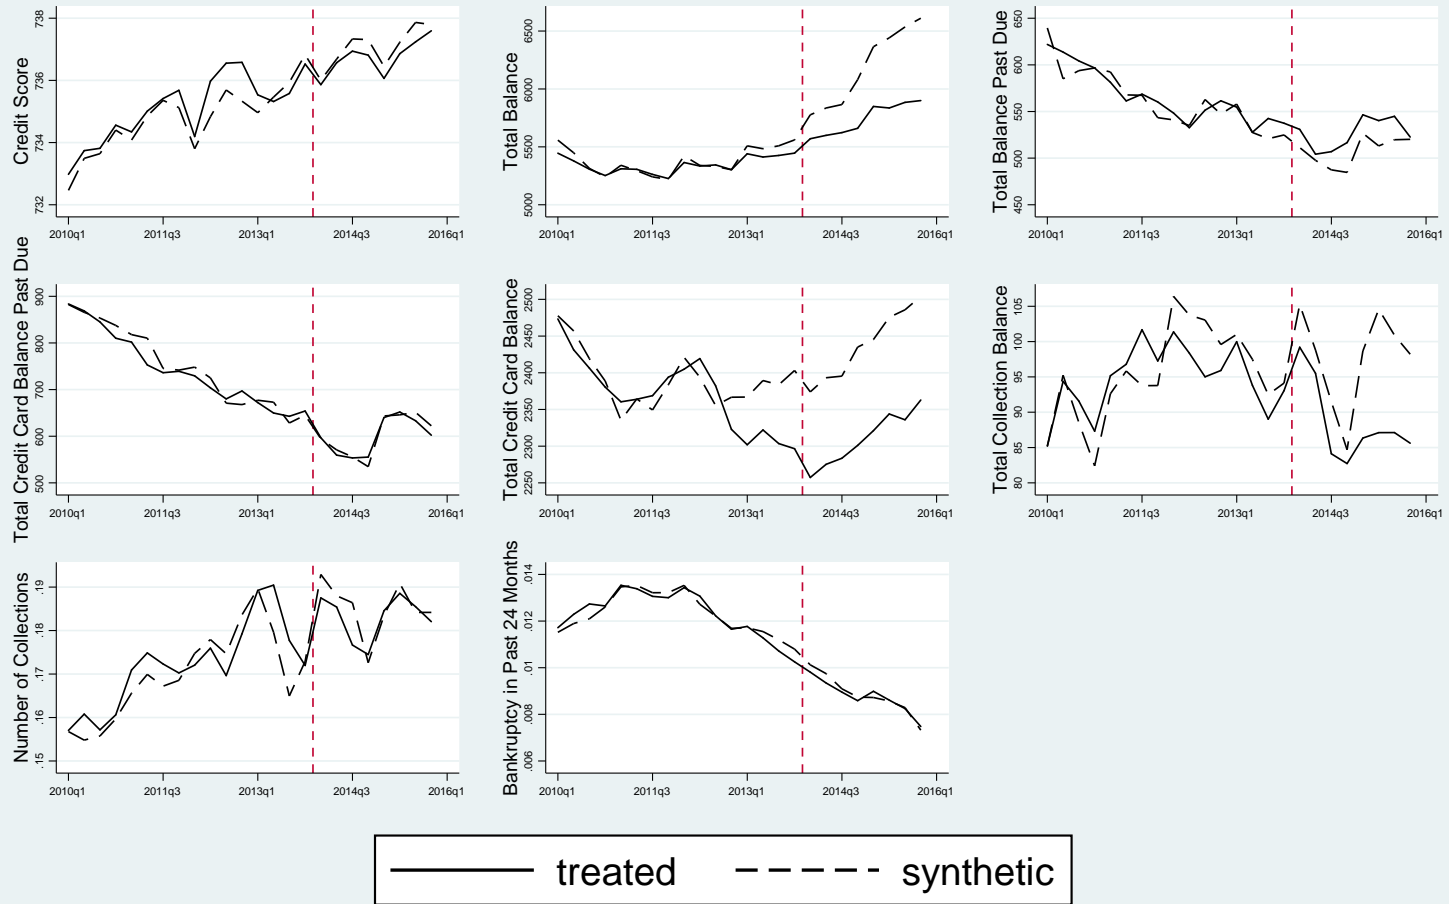 Credit Score
738
736
734
732
2010q1
2011q3
2013q1
2014q3
2016q1
Total Balance
6500
6000
5500
5000
2010q1
2011q3
2013q1
2014q3
2016q1
Total Balance Past Due
650
600
550
500
450
2010q1
2011q3
2013q1
2014q3
2016q1
Total Credit Card Balance Past Due
900
800
700
600
500
2010q1
2011q3
2013q1
2014q3
2016q1
Total Credit Card Balance
2500
2450
2400
2350
2300
2250
2010q1
2011q3
2013q1
2014q3
2016q1
Total Collection Balance
105
100
95
90
85
80
2010q1
2011q3
2013q1
2014q3
2016q1
Number of Collections
.19
.18
.17
.16
.15
2010q1
2011q3
2013q1
2014q3
2016q1
Bankruptcy in Past 24 Months
.014
.012
.01
.008
.006
2010q1
2011q3
2013q1
2014q3
2016q1
treated
synthetic